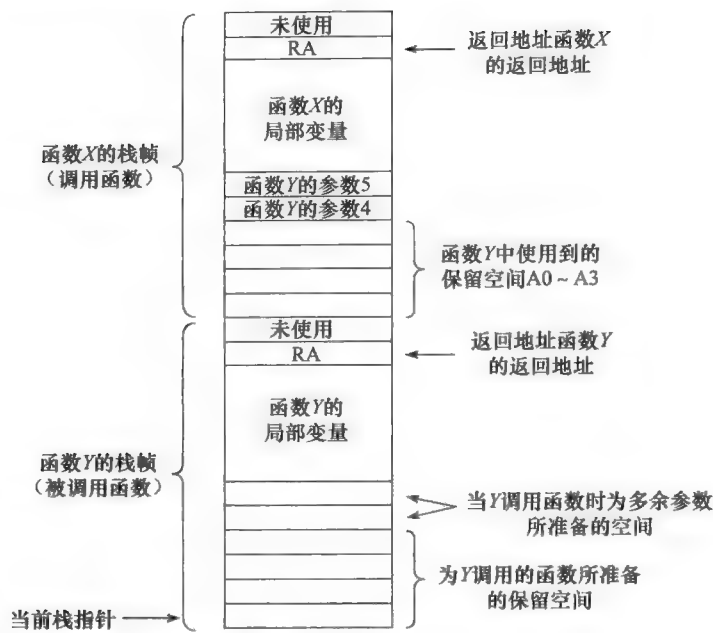 未使用
RA
返回地址函数X
的返回地址
函数X的
局部变量
函数X的栈帧
（调用函数）
函数Y的参数5
函数Y的参数4
函数Y中使用到的
保留空间A0～A3
未使用
RA
返回地址函数Y
的返回地址
函数Y的
局部变量
函数Y的栈帧
（被调用函数）
当Y调用函数时为多余参数
所准备的空间
为Y调用的函数所准备
的保留空间
当前栈指针